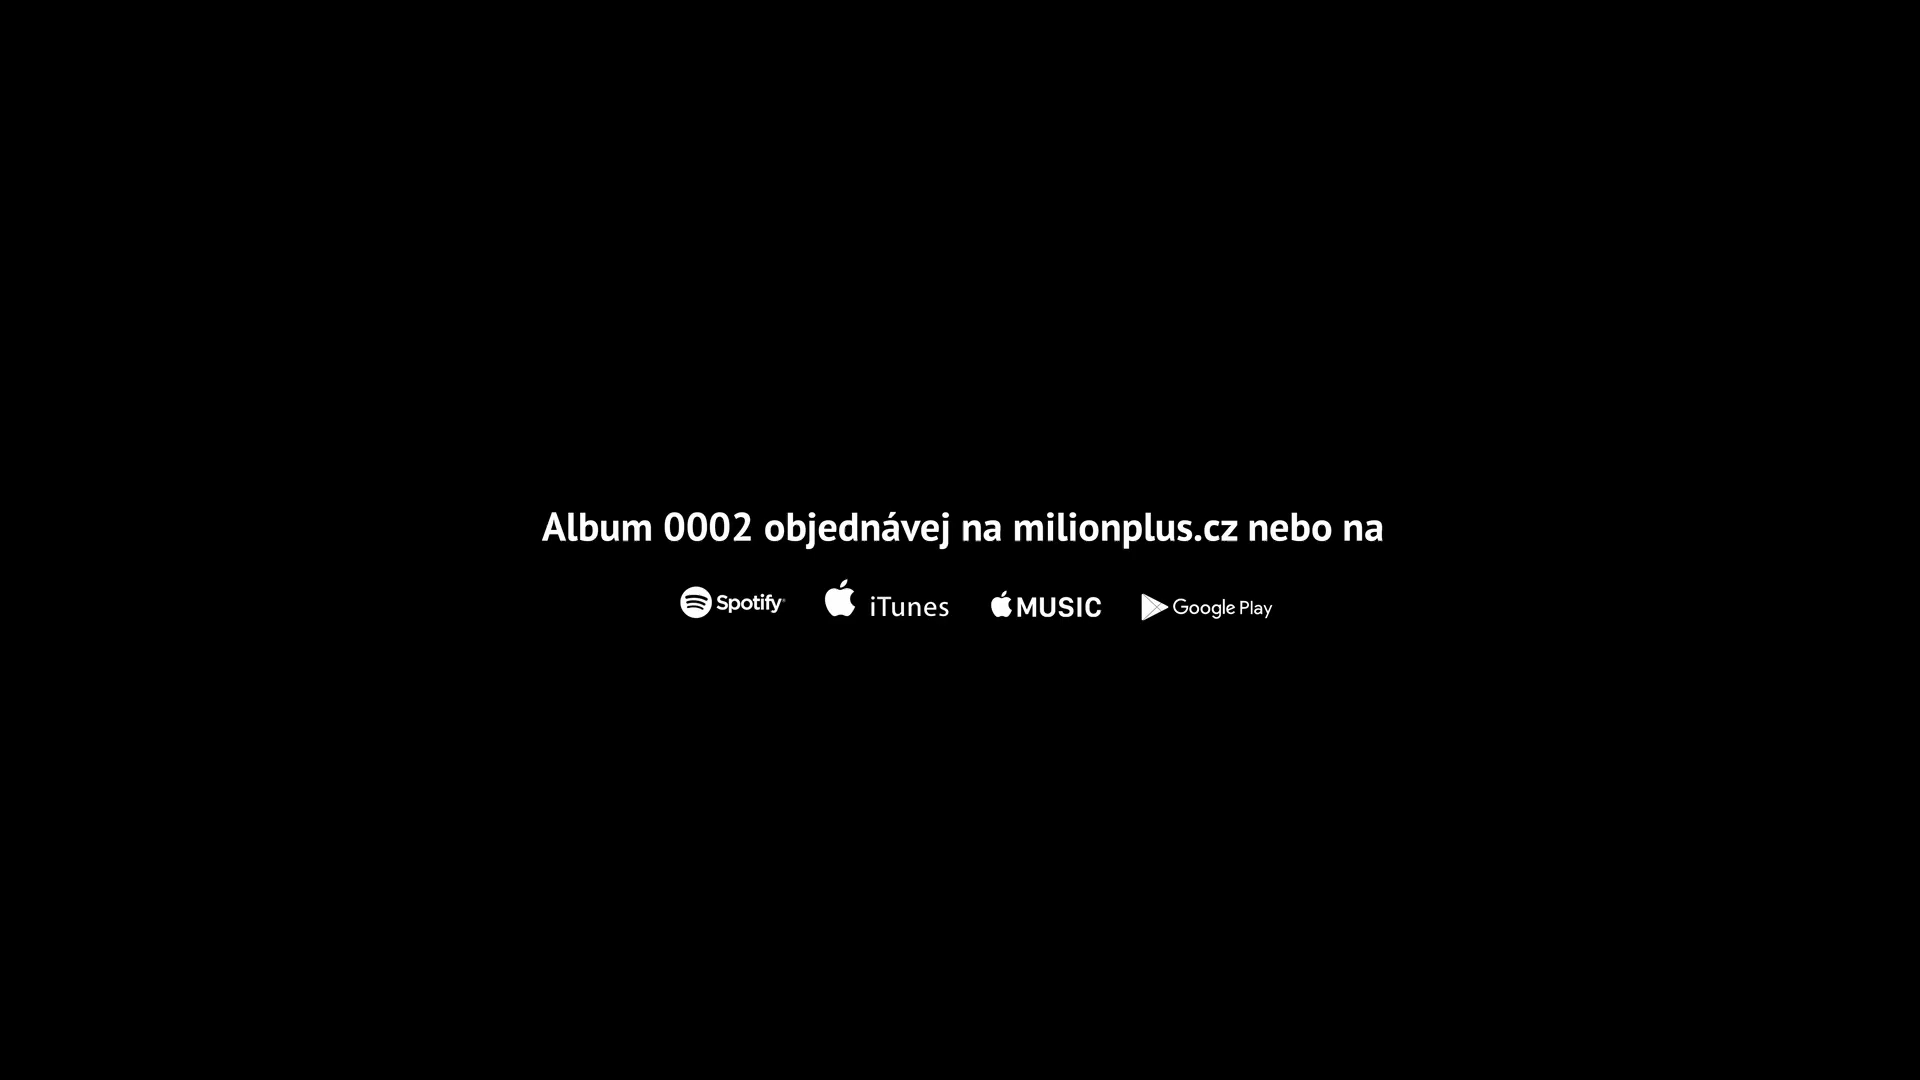 Album 0002 objednávej na milionplus.cz nebo na
Spotify iTunes MUSIC Google Play